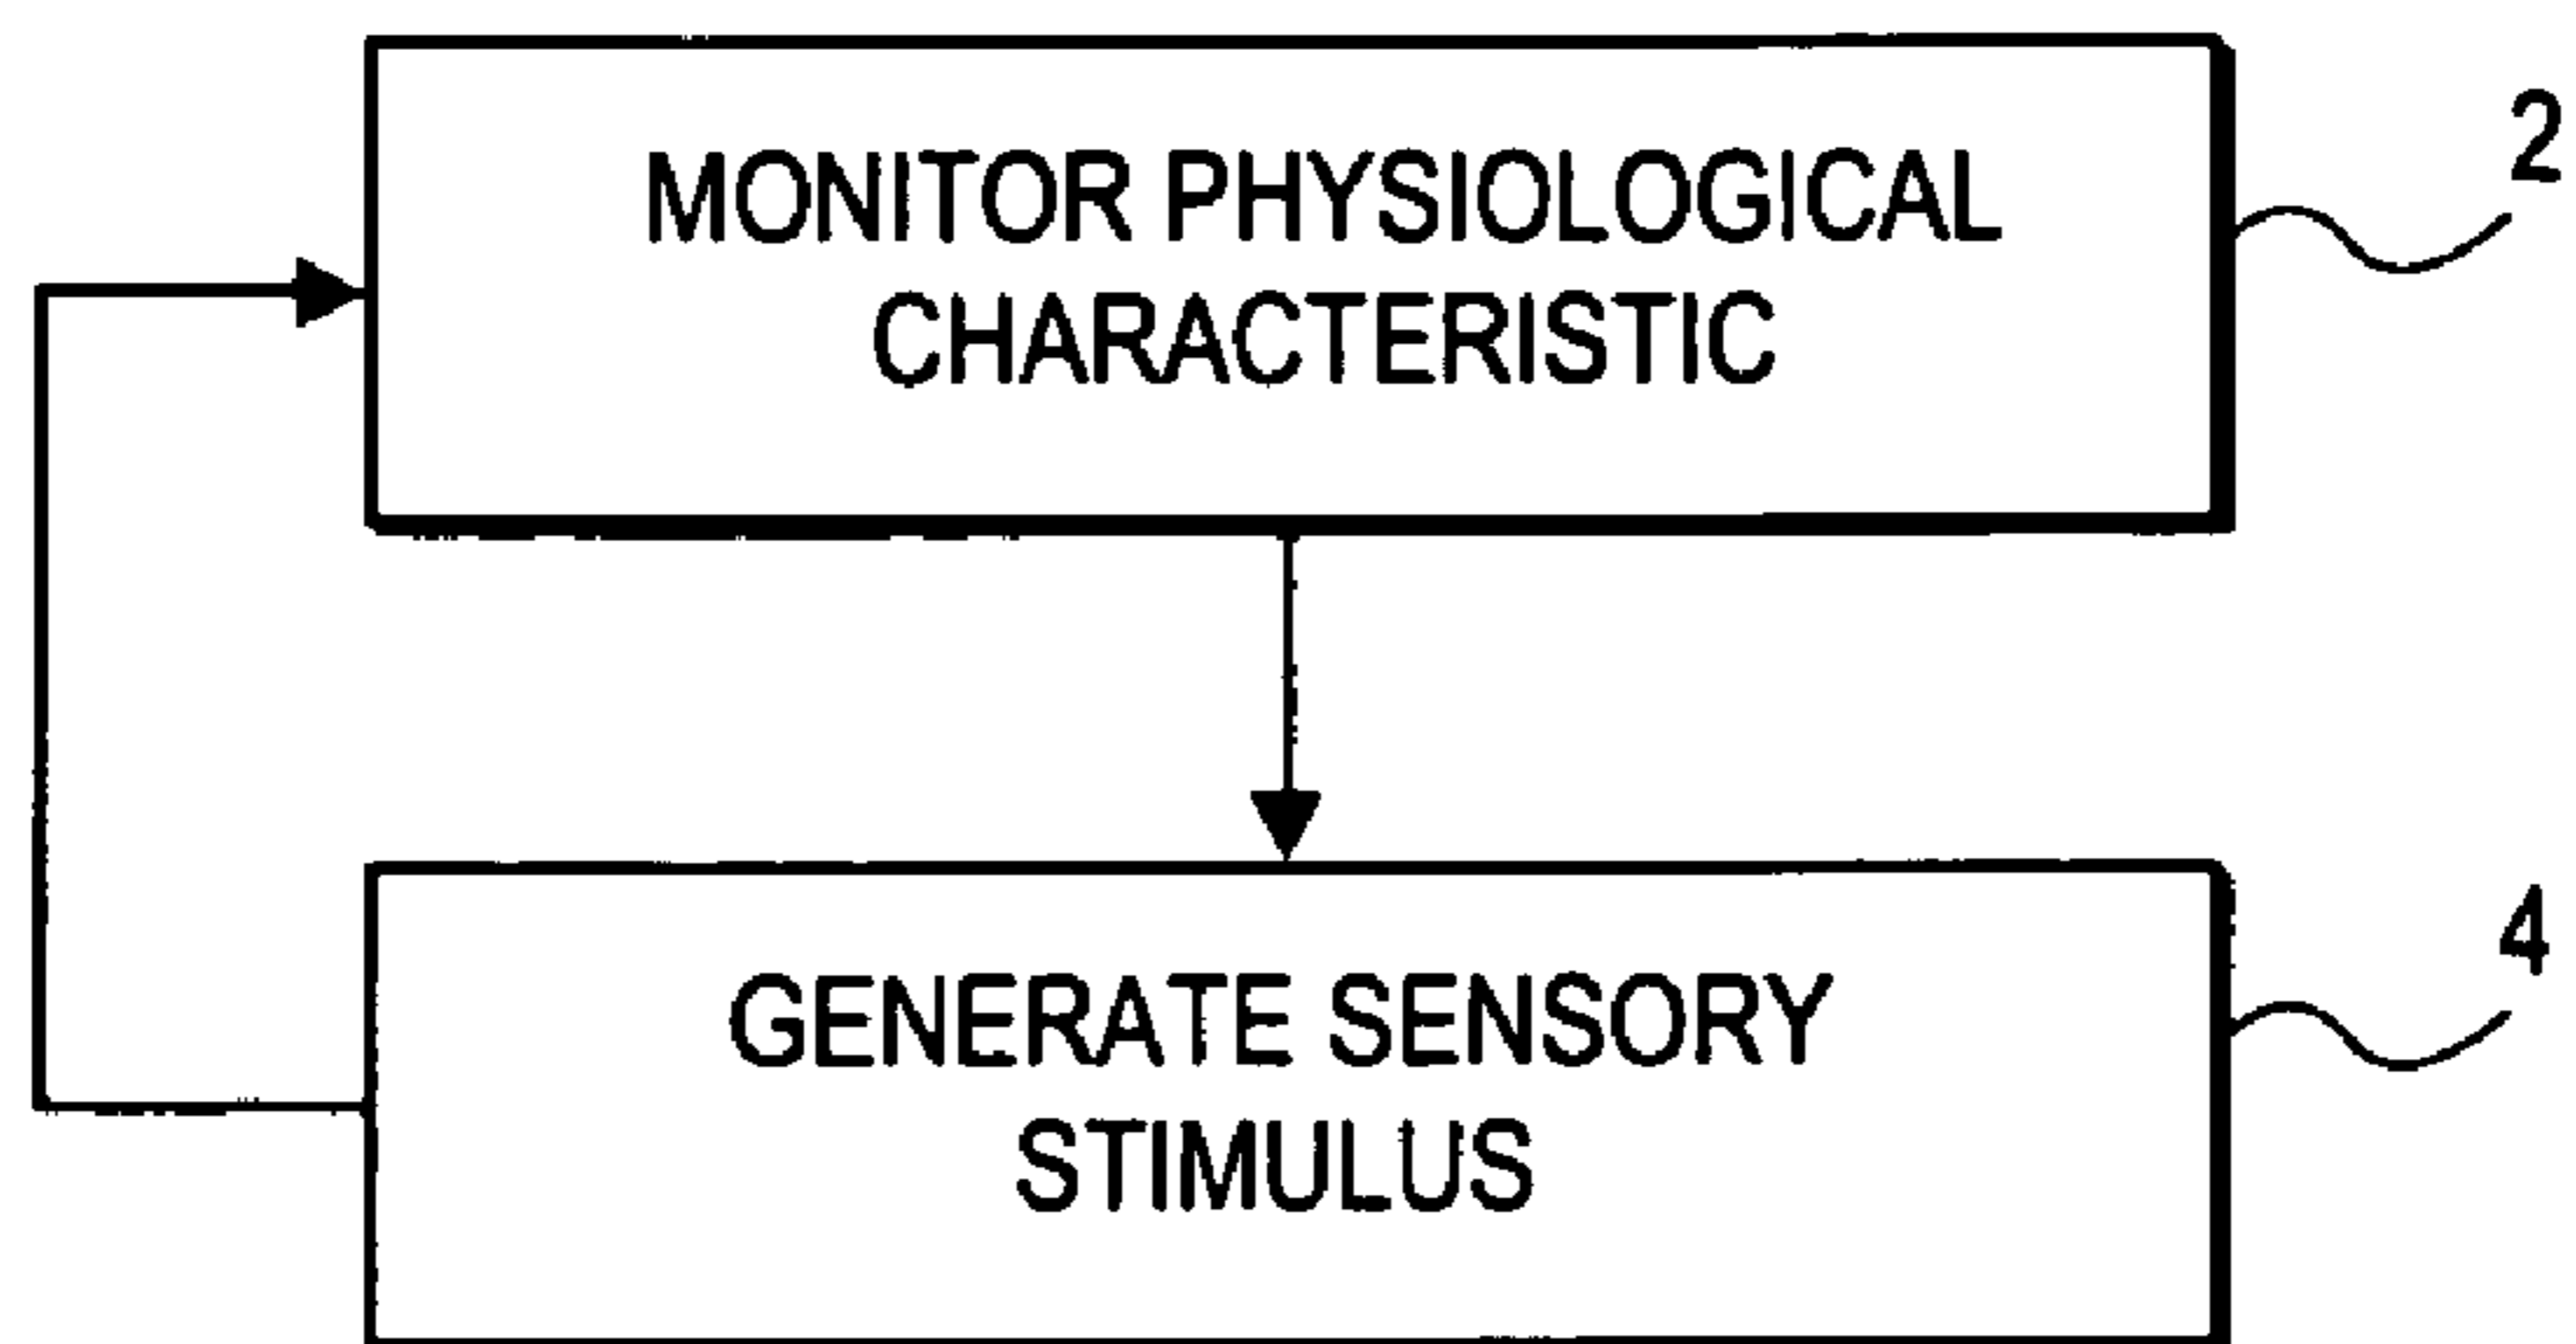 MONITOR PHYSIOLOGICAL
CHARACTERISTIC
2
GENERATE SENSORY
STIMULUS
4